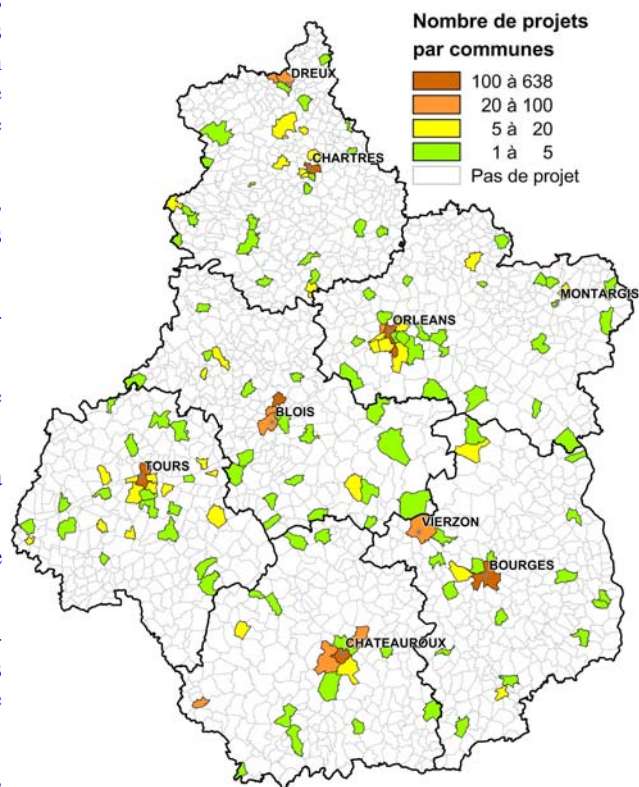 Nombre de projets
par communes
100 à 638
20 à 100
5 à 20
1 à 5
Pas de projet
DREUX
CHARTRES
MONTARGIS
ORLEANS
BLOIS
TOURS
VIERZON
BOURGES
CHATEAUROUX